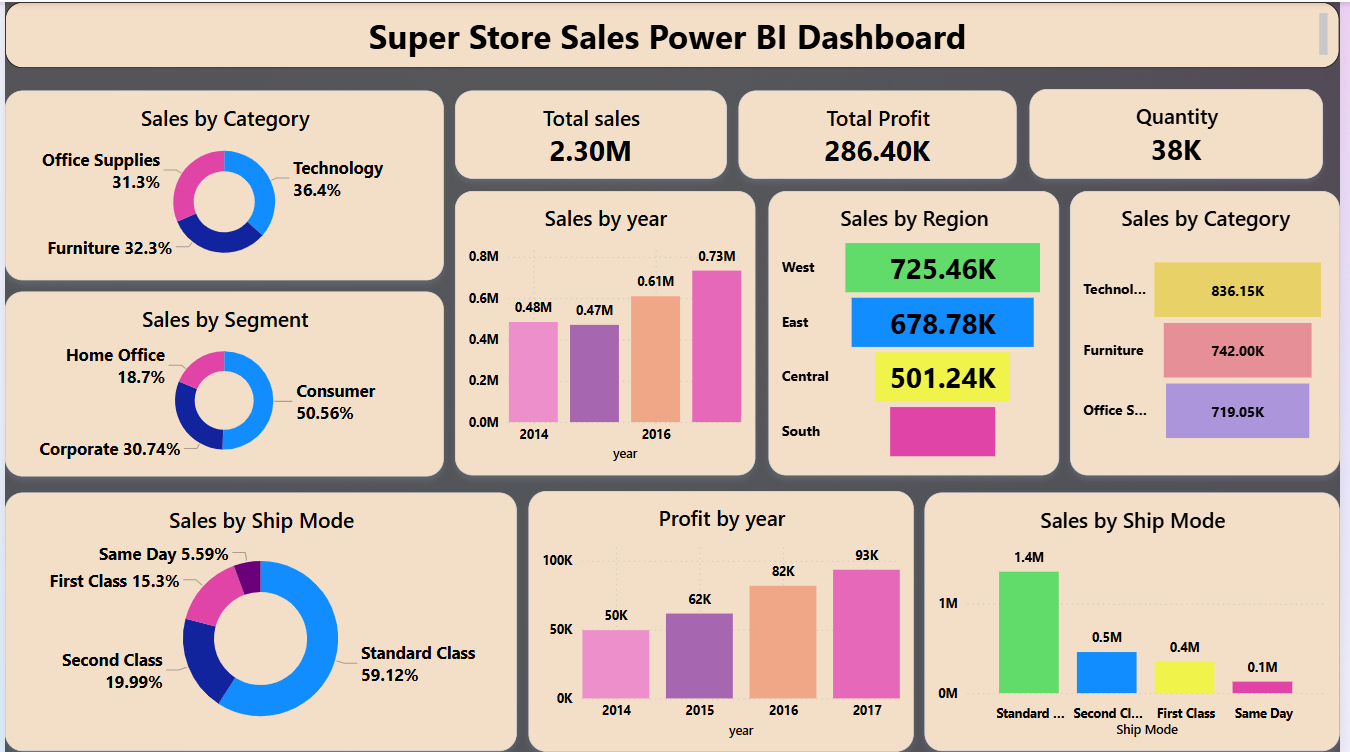 Super Store Sales Power BI Dashboard
Sales by Category
Office Supplies
31.3%
Technology
36.4%
Furniture 32.3%
Total sales
2.30M
Total Profit
286.40K
Quantity
38K
Sales by Segment
Home Office
18.7%
Consumer
50.56%
Corporate 30.74%
Sales by year
0.8M
0.6M
0.4M
0.2M
0.0M
0.48M
0.47M
0.61M
0.73M
2014
2016
year
Sales by Region
West
725.46K
East
678.78K
Central
501.24K
South
Sales by Category
Technol...
836.15K
Furniture
742.00K
Office S...
719.05K
Sales by Ship Mode
Same Day 5.59%
First Class 15.3%
Second Class
19.99%
Standard Class
59.12%
Profit by year
100K
50K
0K
50K
62K
82K
93K
2014
2015
2016
2017
year
Sales by Ship Mode
1M
0M
1.4M
0.5M
0.4M
0.1M
Standard ...
Second Cl...
First Class
Same Day
Ship Mode